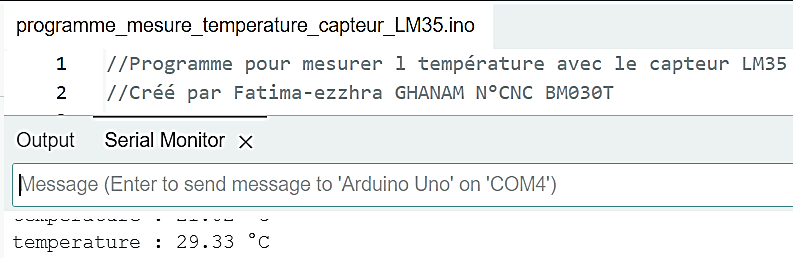 programme_mesure_temperature_capteur_LM35.ino
1 //Programme pour mesurer l température avec le capteur LM35
2 //Créé par Fatima-ezzhra GHANAM N°CNC BM030T
Output Serial Monitor ×
Message (Enter to send message to 'Arduino Uno' on 'COM4')
temperature :
temperature : 29.33 °C